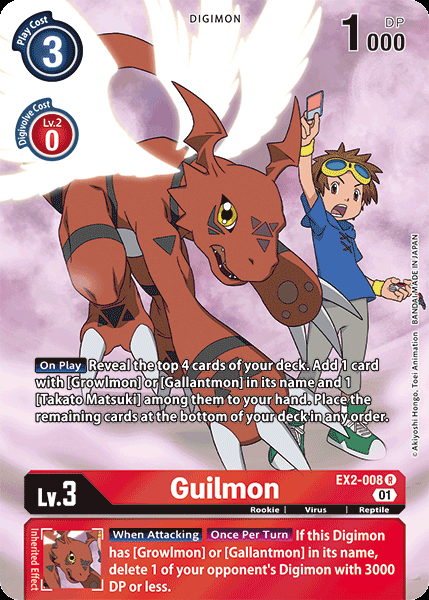 DIGIMON
Play Cost
3
DP
1000
Digivolve Cost
Lv.2
0
On Play Reveal the top 4 cards of your deck. Add 1 card
with [Growlmon] or [Gallantmon] in its name and 1
[Takato Matsuki] among them to your hand. Place the
remaining cards at the bottom of your deck in any order.
©Akiyoshi Hongo, Toei Animation BANDAI MADE IN JAPAN
EX2-008 R
01
Lv.3
Guilmon
Rookie | Virus | Reptile
Inherited Effect
When Attacking Once Per Turn If this Digimon
has [Growlmon] or [Gallantmon] in its name,
delete 1 of your opponent's Digimon with 3000
DP or less.